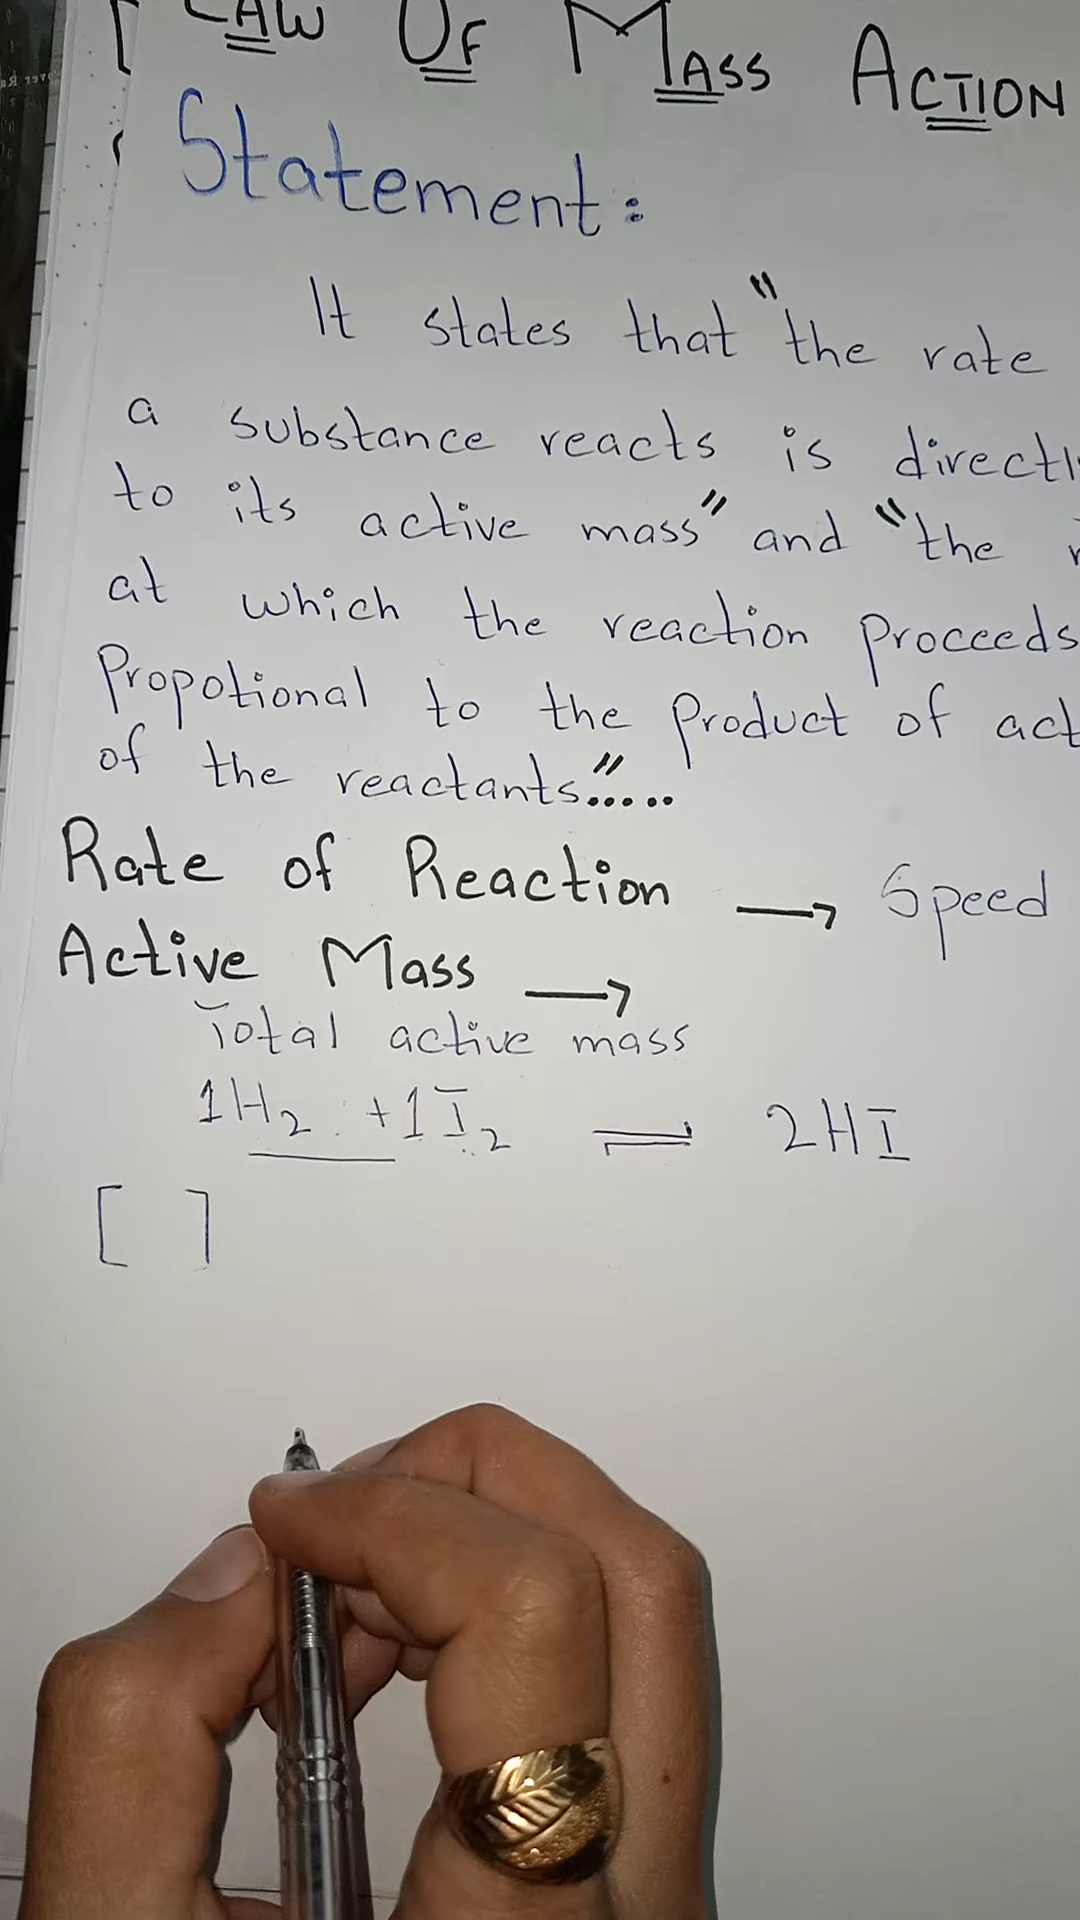 LAW OF MASS ACTION
Statement:
It states that "the rate
a substance reacts is directl
to its active mass" and "the
at which the reaction proceeds
Propotional to the product of act
of the reactants".....
Rate of Reaction → Speed
Active Mass →
Total active mass
1H₂ + 1I₂ ⇌ 2HI
[ ]